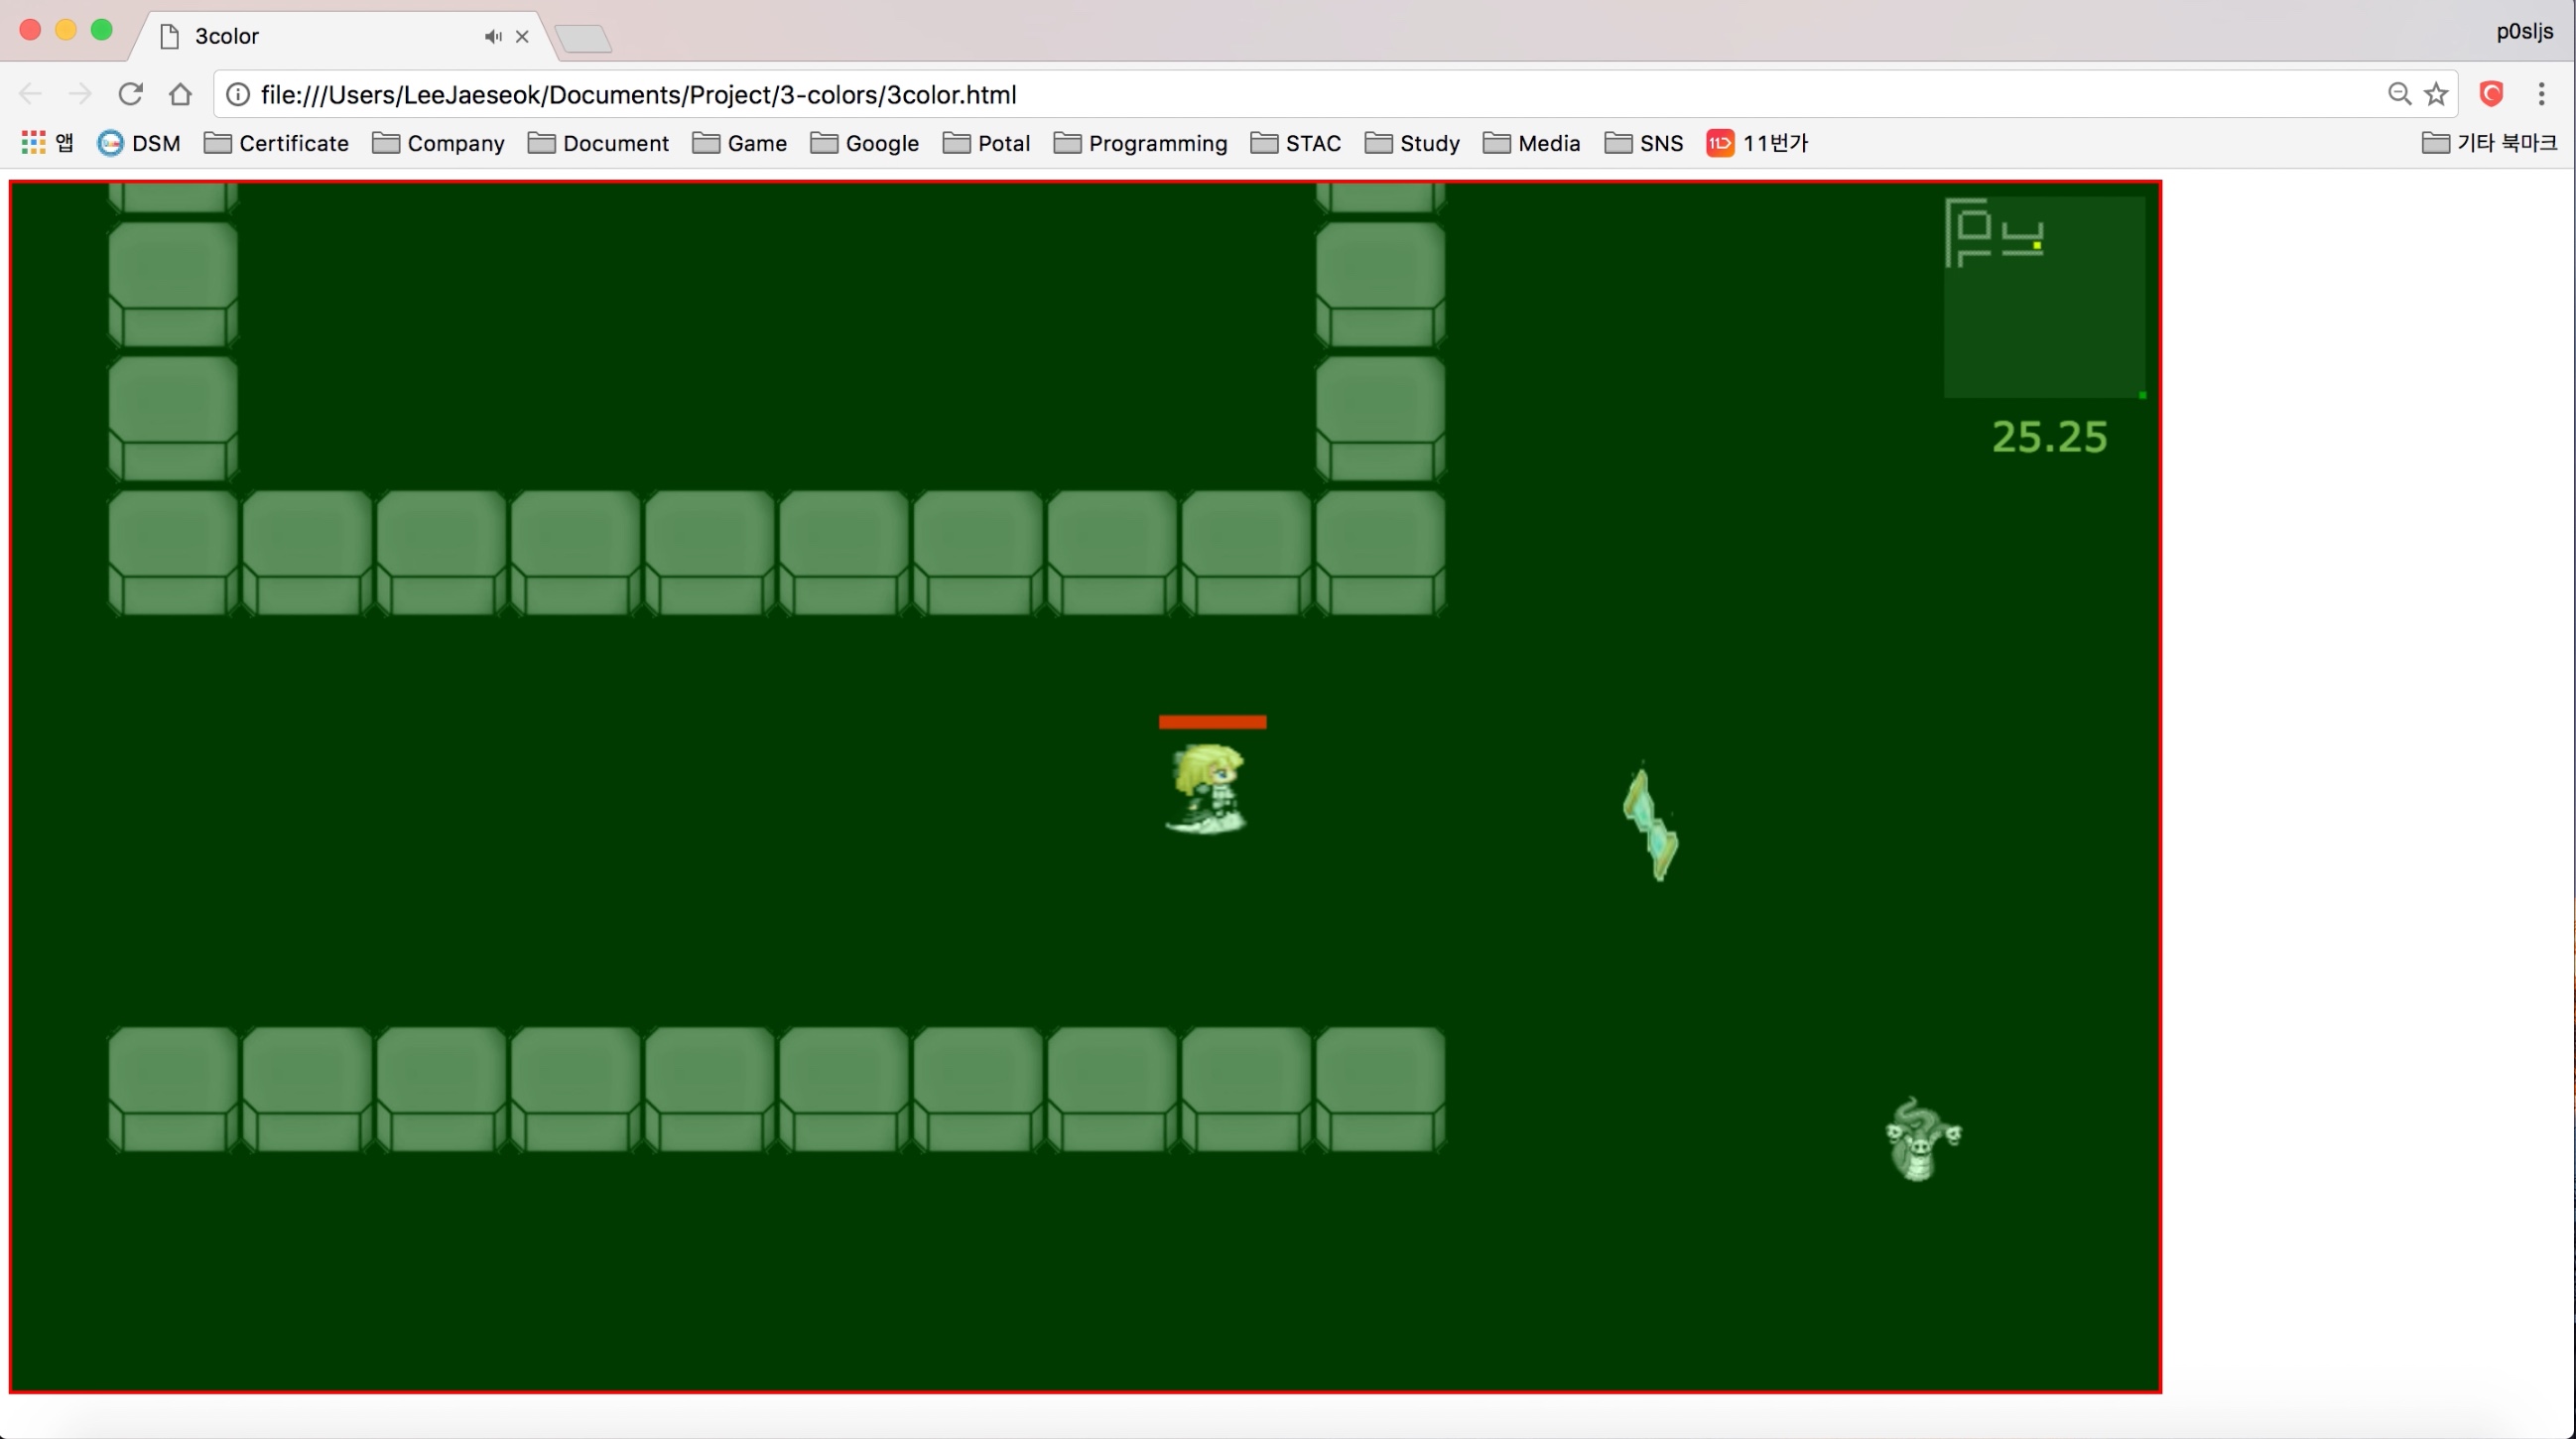 3color
p0sljs
file:///Users/LeeJaeseok/Documents/Project/3-colors/3color.html
앱 DSM Certificate Company Document Game Google Potal Programming STAC Study Media SNS 11번가 기타 북마크
25.25